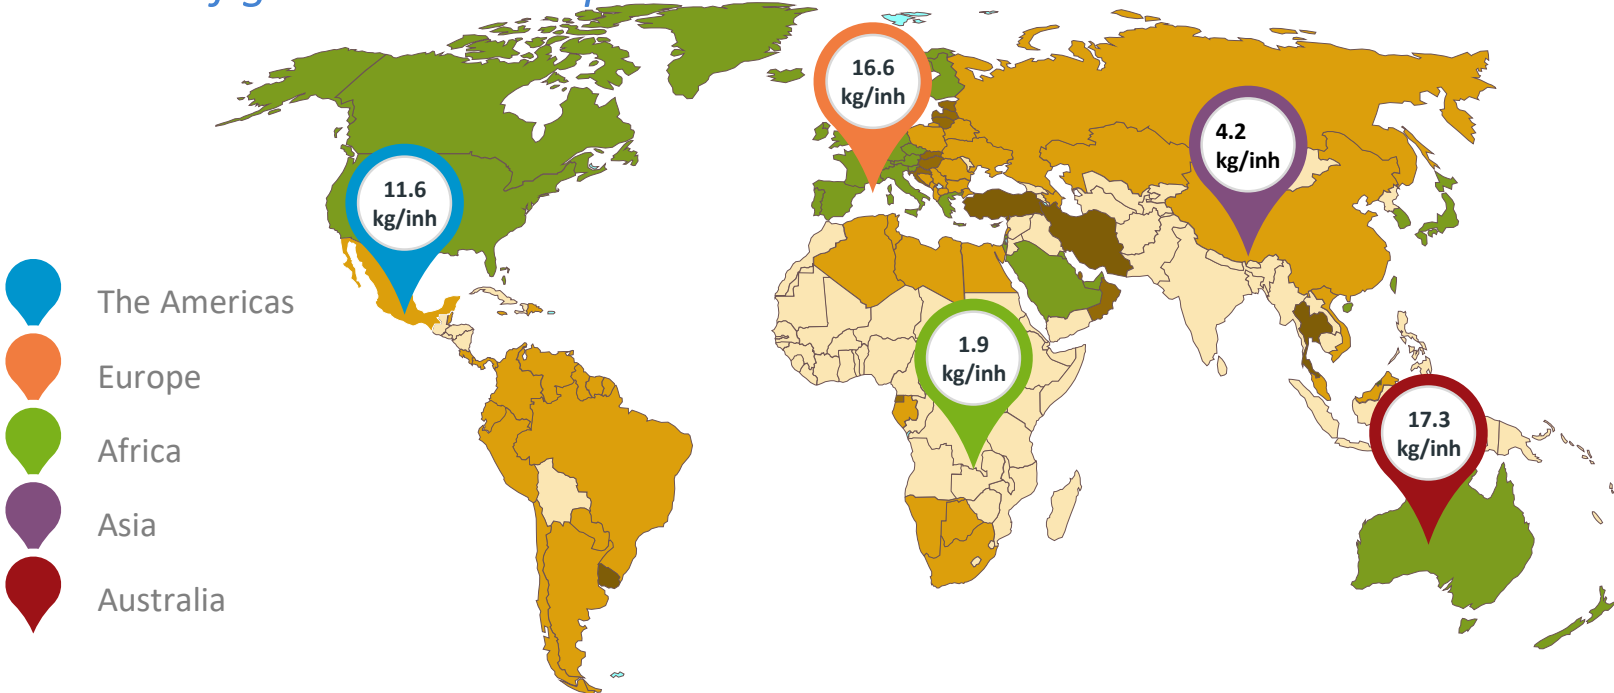 16.6
kg/inh
4.2
kg/inh
11.6
kg/inh
The Americas
Europe
Africa
Asia
Australia
1.9
kg/inh
17.3
kg/inh